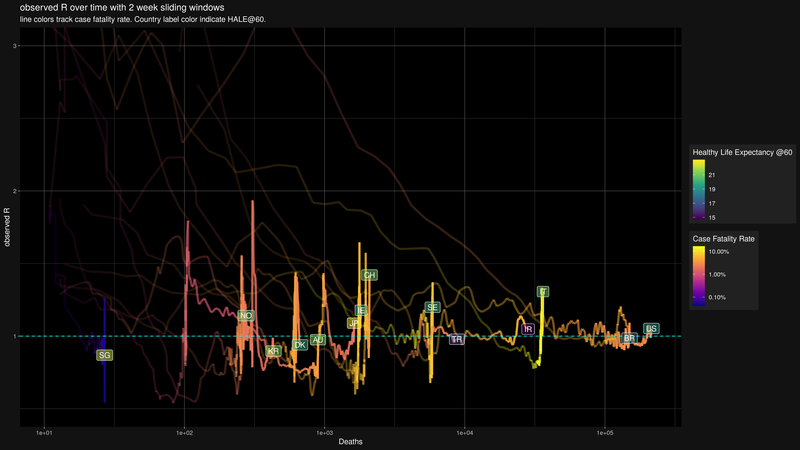 observed R over time with 2 week sliding windows
line colors track case fatality rate. Country label color indicate HALE@60.
3
2
1
observed R
CH
IT
SE
IE
NO
JP
IR
US
AU
TR
BR
DK
KR
SG
1e+01
1e+02
1e+03
1e+04
1e+05
Deaths
Healthy Life Expectancy @60
21
19
17
15
Case Fatality Rate
10.00%
1.00%
0.10%